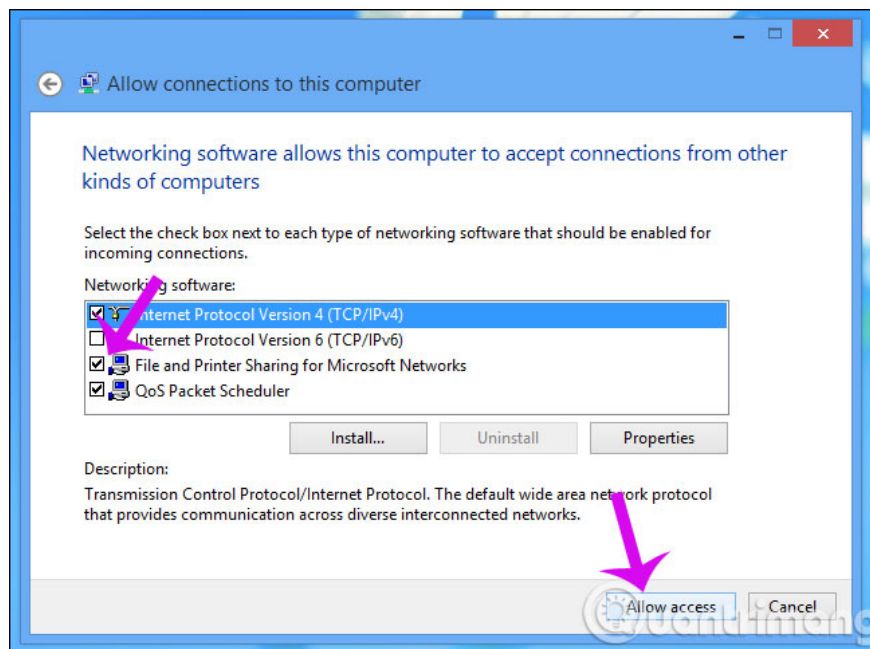 Allow connections to this computer
Networking software allows this computer to accept connections from other
kinds of computers
Select the check box next to each type of networking software that should be enabled for
incoming connections.
Networking software:
Internet Protocol Version 4 (TCP/IPv4)
Internet Protocol Version 6 (TCP/IPv6)
File and Printer Sharing for Microsoft Networks
QoS Packet Scheduler
Install... Uninstall Properties
Description:
Transmission Control Protocol/Internet Protocol. The default wide area network protocol
that provides communication across diverse interconnected networks.
Allow access Cancel
Quantrimang